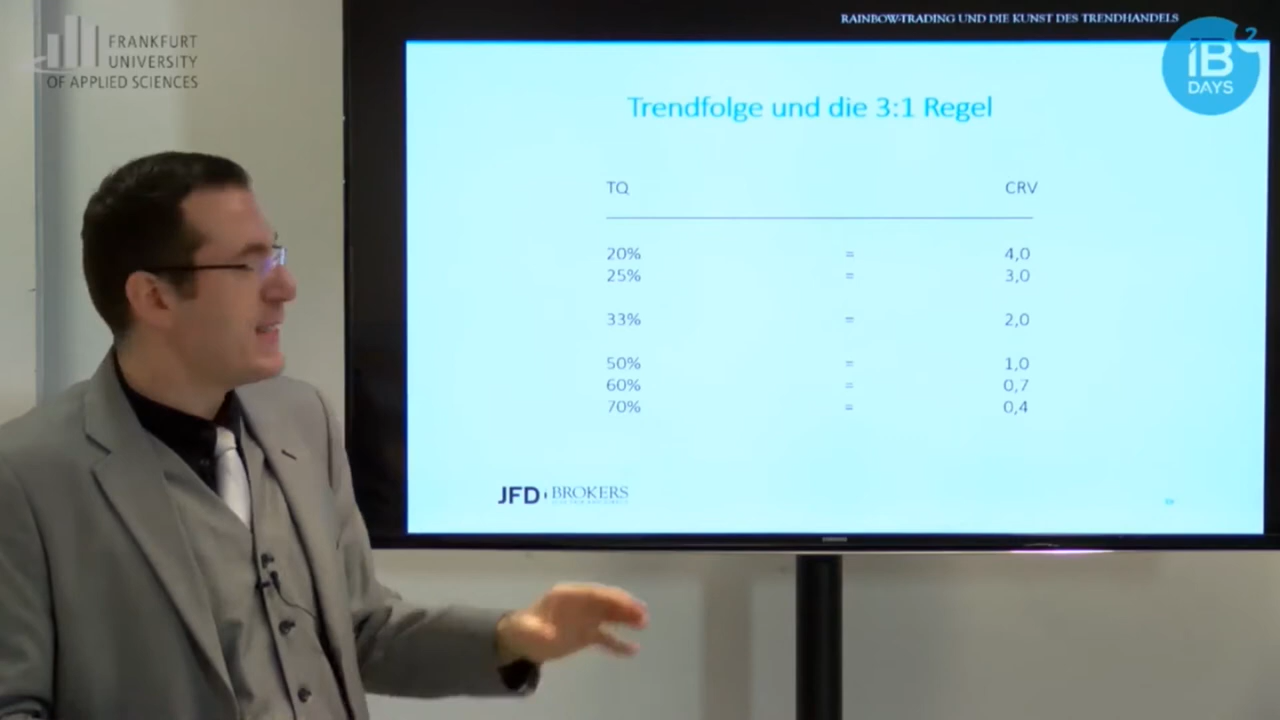 FRANKFURT
UNIVERSITY
OF APPLIED SCIENCES
RAINBOW-TRADING UND DIE KUNST DES TRENDHANDELS
iB 2
DAYS
Trendfolge und die 3:1 Regel
TQ CRV
20% = 4,0
25% = 3,0
33% = 2,0
50% = 1,0
60% = 0,7
70% = 0,4
JFD BROKERS
SAMSUNG